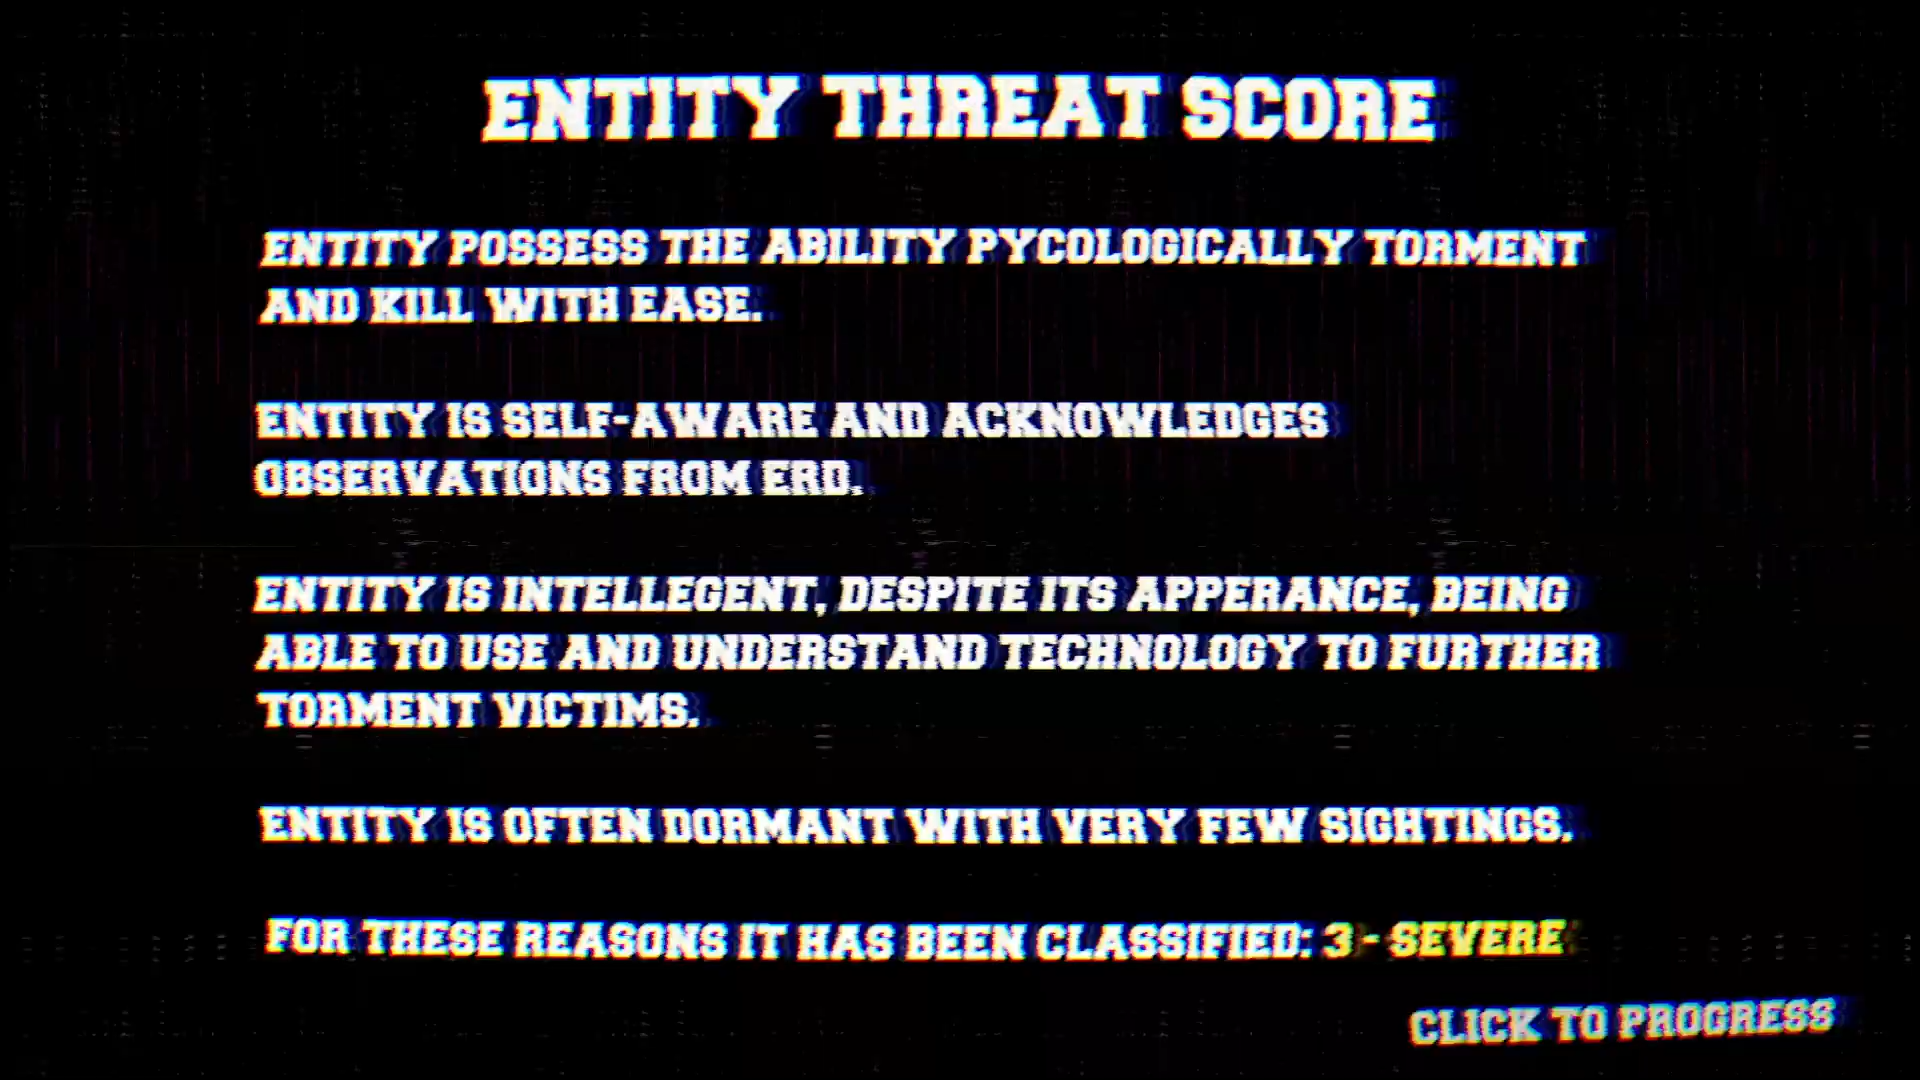 ENTITY THREAT SCORE
ENTITY POSSESS THE ABILITY PYCOLOGICALLY TORMENT
AND KILL WITH EASE.
ENTITY IS SELF-AWARE AND ACKNOWLEDGES
OBSERVATIONS FROM ERD.
ENTITY IS INTELLEGENT, DESPITE ITS APPERANCE, BEING
ABLE TO USE AND UNDERSTAND TECHNOLOGY TO FURTHER
TORMENT VICTIMS.
ENTITY IS OFTEN DORMANT WITH VERY FEW SIGHTINGS.
FOR THESE REASONS IT HAS BEEN CLASSIFIED: 3 - SEVERE
CLICK TO PROGRESS